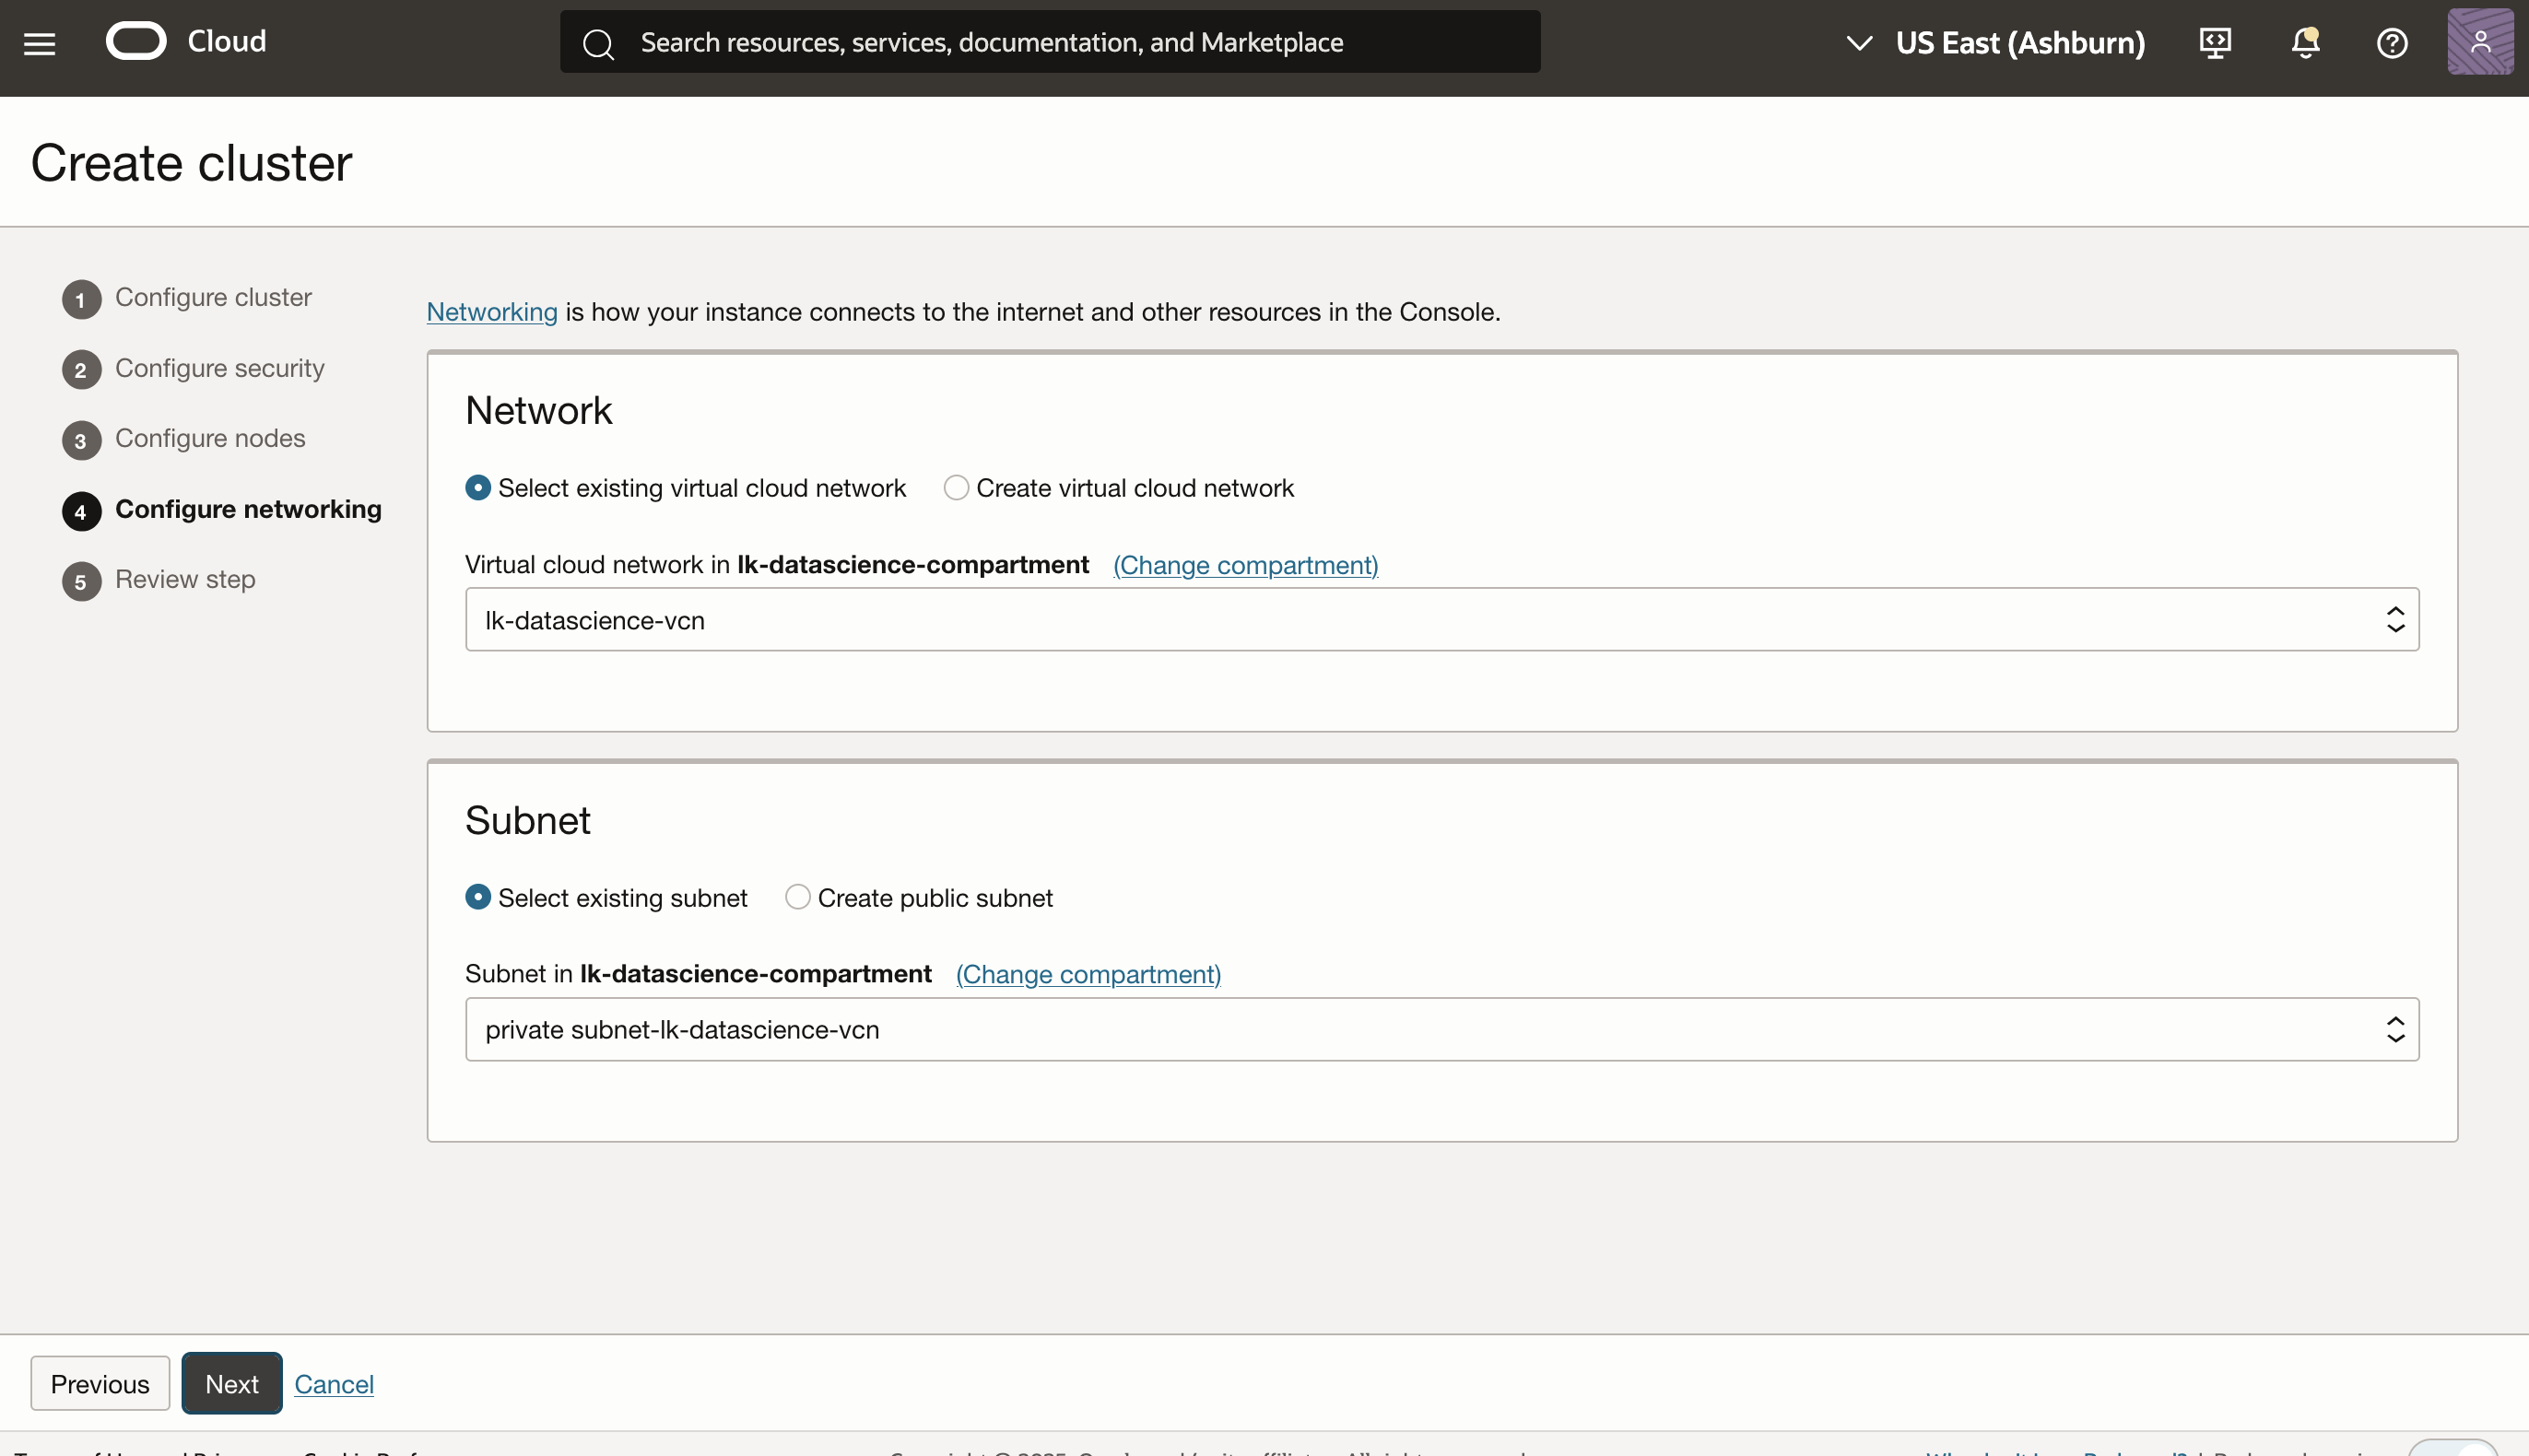 Cloud
Search resources, services, documentation, and Marketplace
US East (Ashburn)
Create cluster
1 Configure cluster
2 Configure security
3 Configure nodes
4 Configure networking
5 Review step
Networking is how your instance connects to the internet and other resources in the Console.
Network
Select existing virtual cloud network Create virtual cloud network
Virtual cloud network in lk-datascience-compartment (Change compartment)
lk-datascience-vcn
Subnet
Select existing subnet Create public subnet
Subnet in lk-datascience-compartment (Change compartment)
private subnet-lk-datascience-vcn
Previous Next Cancel